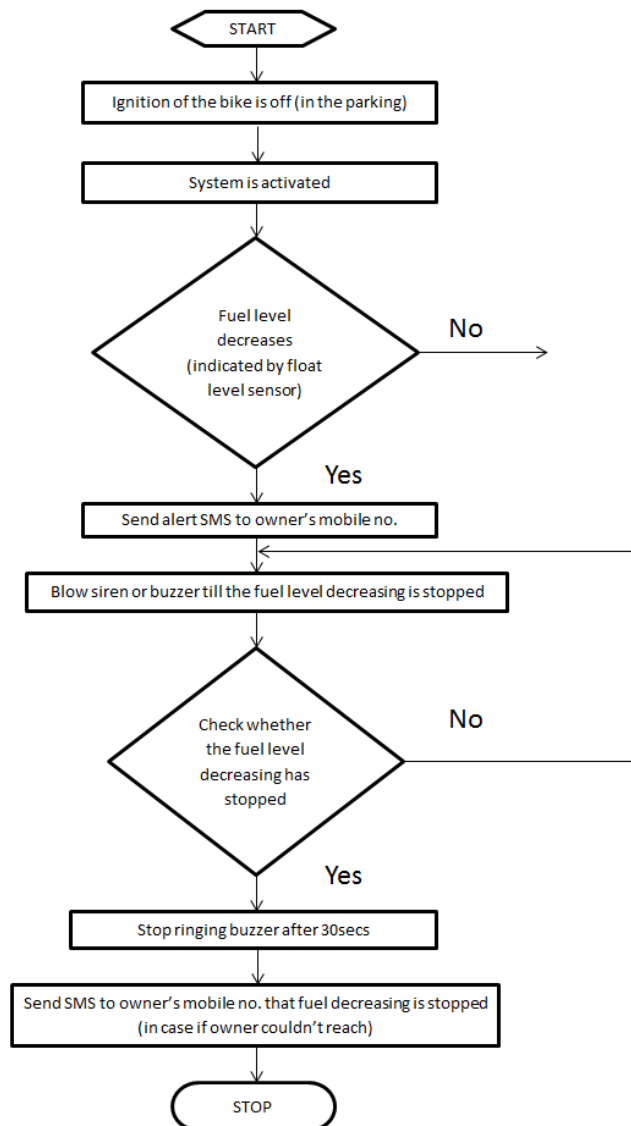 START
Ignition of the bike is off (in the parking)
System is activated
Fuel level
decreases
(indicated by float
level sensor)
No
Yes
Send alert SMS to owner's mobile no.
Blow siren or buzzer till the fuel level decreasing is stopped
Check whether
the fuel level
decreasing has
stopped
No
Yes
Stop ringing buzzer after 30secs
Send SMS to owner's mobile no. that fuel decreasing is stopped
(in case if owner couldn't reach)
STOP